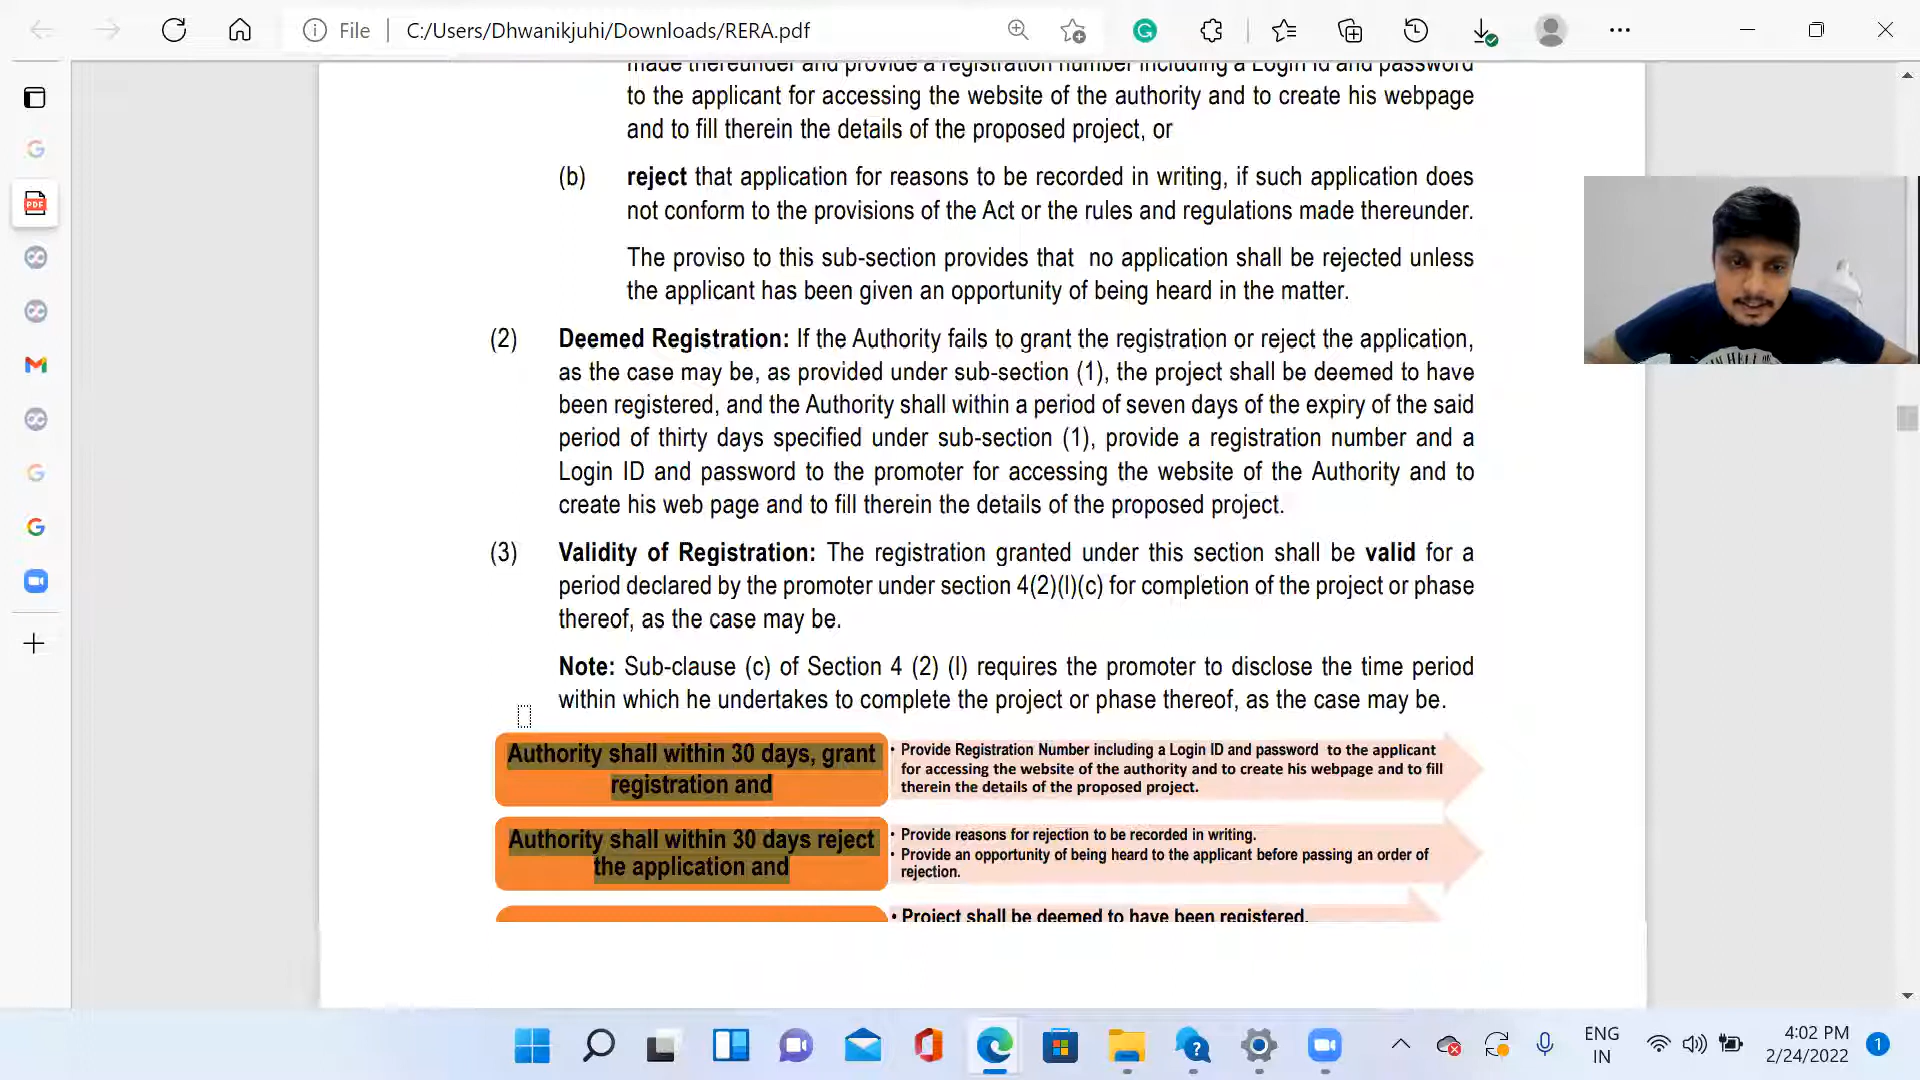 File
C:/Users/Dhwanikjuhi/Downloads/RERA.pdf
made thereunder and provide a registration number including a Login Id and password
to the applicant for accessing the website of the authority and to create his webpage
and to fill therein the details of the proposed project, or
(b) reject that application for reasons to be recorded in writing, if such application does
not conform to the provisions of the Act or the rules and regulations made thereunder.
The proviso to this sub-section provides that no application shall be rejected unless
the applicant has been given an opportunity of being heard in the matter.
(2) Deemed Registration: If the Authority fails to grant the registration or reject the application,
as the case may be, as provided under sub-section (1), the project shall be deemed to have
been registered, and the Authority shall within a period of seven days of the expiry of the said
period of thirty days specified under sub-section (1), provide a registration number and a
Login ID and password to the promoter for accessing the website of the Authority and to
create his web page and to fill therein the details of the proposed project.
(3) Validity of Registration: The registration granted under this section shall be valid for a
period declared by the promoter under section 4(2)(l)(c) for completion of the project or phase
thereof, as the case may be.
Note: Sub-clause (c) of Section 4 (2) (l) requires the promoter to disclose the time period
within which he undertakes to complete the project or phase thereof, as the case may be.
Authority shall within 30 days, grant
registration and
• Provide Registration Number including a Login ID and password to the applicant
for accessing the website of the authority and to create his webpage and to fill
therein the details of the proposed project.
Authority shall within 30 days reject
the application and
• Provide reasons for rejection to be recorded in writing.
• Provide an opportunity of being heard to the applicant before passing an order of
rejection.
• Project shall be deemed to have been registered.
ENG
IN
4:02 PM
2/24/2022
1